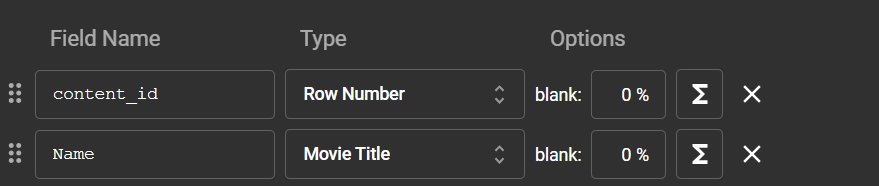 Field Name Type Options
content_id Row Number blank: 0 % Σ
Name Movie Title blank: 0 % Σ